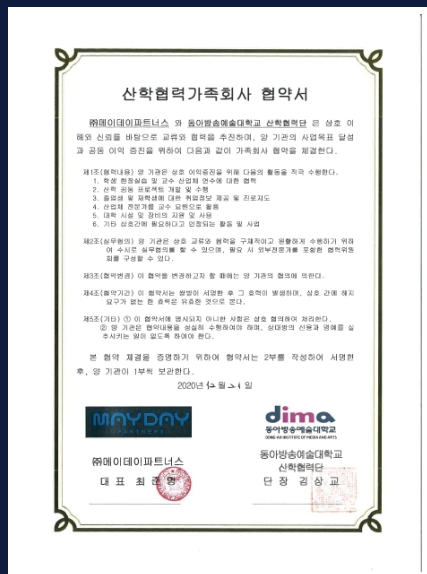 산학협력가족회사 협약서
㈜메이데이파트너스 와 동아방송예술대학교 산학협력단 은 상호 이
해와 신뢰를 바탕으로 교류와 협력을 추진하며, 양 기관의 사업목표 달성
과 공동 이익 증진을 위하여 다음과 같이 가족회사 협약을 체결한다.
제1조(협력내용) 양 기관은 상호 이익증진을 위해 다음의 활동을 적극 수행한다.
1. 학생 현장실습 및 교수 산업체 연수에 대한 협력
2. 산학 공동 프로젝트 개발 및 수행
3. 졸업생 및 재학생에 대한 취업정보 제공 및 진로지도
4. 산업체 전문가를 교수 요원으로 활용
5. 대학 시설 및 장비의 지원 및 사용
6. 기타 상호간에 필요하다고 인정되는 활동 및 사업
제2조(실무협의) 양 기관은 상호 교류와 협력을 구체적이고 원활하게 수행하기 위하
여 수시로 실무협의를 할 수 있으며, 필요 시 외부전문가를 포함한 협력위원
회를 구성할 수 있다.
제3조(협약변경) 이 협약을 변경하고자 할 때에는 양 기관의 협의에 의한다.
제4조(협약기간) 이 협약서는 쌍방이 서명한 후 그 효력이 발생하며, 상호 간에 해지
요구가 없는 한 효력은 유효한 것으로 본다.
제5조(기타) ① 이 협약서에 명시되지 아니한 사항은 상호 협의하여 처리한다.
② 양 기관은 협약내용을 성실히 수행하여야 하며, 상대방의 신용과 명예를 실
추시키는 일이 없도록 하여야 한다.
본 협약 체결을 증명하기 위하여 협약서는 2부를 작성하여 서명한
후, 양 기관이 1부씩 보관한다.
2020년 월 일
MAYDAY
PARTNERS
dima
동아방송예술대학교
DONG-AH INSTITUTE OF MEDIA AND ARTS
㈜메이데이파트너스
대 표 최 준 영
동아방송예술대학교
산학협력단
단 장 김 상 교